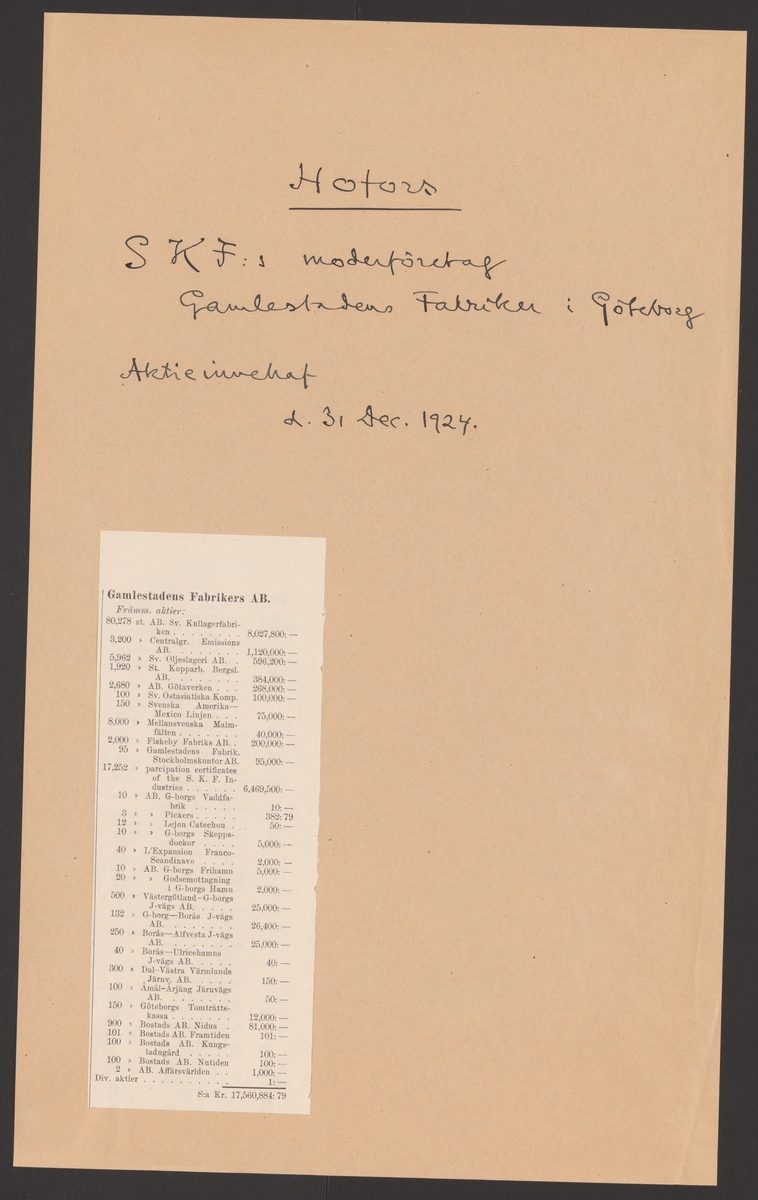 Hofors
S K F:s moderföretag
Gamlestadens Fabriker i Göteborg
Aktieinnehaf
d. 31 Dec. 1924.
Gamlestadens Fabrikers AB.
Främm. aktier:
80,278 st. AB. Sv. Kullagerfabri-
ken . . . . . . . . 8,027,800: —
3,200 » Centralgr. Emissions
AB. . . . . . . . 1,120,000: —
5,962 » Sv. Oljeslageri AB. . 596,200: —
1,920 » St. Kopparb. Bergsl.
AB. . . . . . . . 384,000: —
2,680 » AB. Götaverken . . . 268,000: —
100 » Sv. Ostasiatiska Komp. 100,000: —
150 » Svenska Amerika—
Mexico Linjen . . . 75,000: —
8,000 » Mellansvenska Malm-
fälten . . . . . . . 40,000: —
2,000 » Fiskeby Fabriks AB. . 200,000: —
95 » Gamlestadens Fabrik.
Stockholmskontor AB. 95,000: —
17,252 » parcipation certificates
of the S. K. F. In-
dustries . . . . . . 6,469,500: —
10 » AB. G-borgs Vaddfa-
brik . . . . . 10: —
3 » » Pickers . . . . . 382: 79
12 » » Lejon Catechou . 50: —
10 » » G-borgs Skepps-
dockor . . . . 5,000: —
40 » L'Expansion Franco-
Scandinave . . . . 2,000: —
10 » AB. G-borgs Frihamn 5,000: —
20 » » Godsemottagning
i G-borgs Hamn 2,000: —
500 » Västergötland–G-borgs
J-vägs AB. . . . . 25,000: —
132 » G-borg—Borås J-vägs
AB. . . . . . . . 26,400: —
250 » Borås—Alfvesta J-vägs
AB. . . . . . . . 25,000: —
40 » Borås—Ulricehamns
J-vägs AB. . . . . 40: —
300 » Dal–Västra Värmlands
Järnv. AB. . . . . 150: —
100 » Åmål–Årjäng Järnvägs
AB. . . . . . . . 50: —
150 » Göteborgs Tomträtts-
kassa . . . . . . . 12,000: —
900 » Bostads AB. Nidus . 81,000: —
101 » Bostads AB. Framtiden 101: —
100 » Bostads AB. Kungs-
ladugård . . . . . 100: —
100 » Bostads AB. Nutiden 100: —
2 » AB. Affärsvärlden . . 1,000: —
Div. aktier . . . . . . . . . . 1: —
S:a Kr. 17,560,884: 79